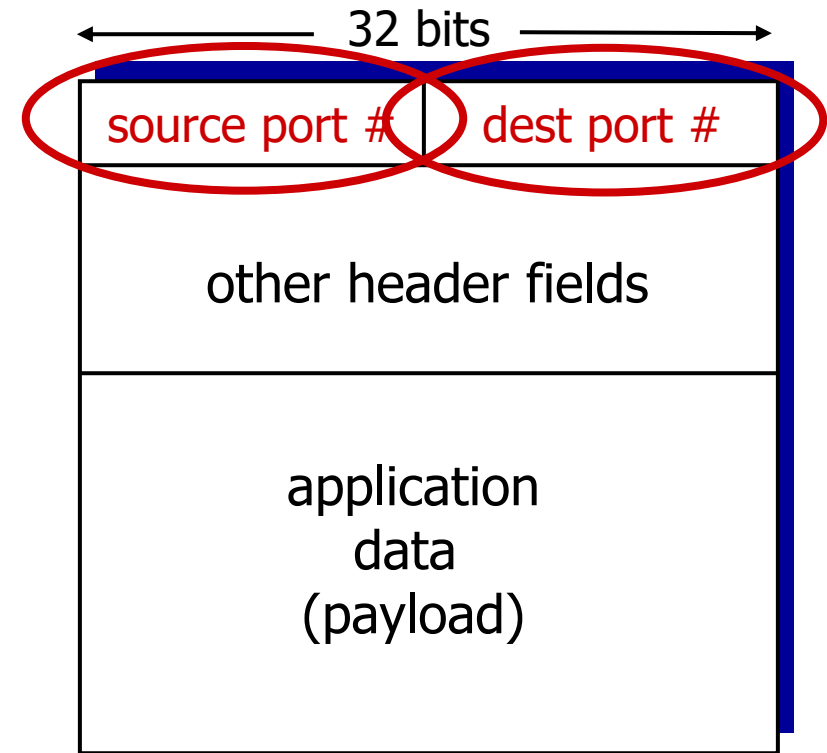 32 bits
source port # dest port #
other header fields
application
data
(payload)